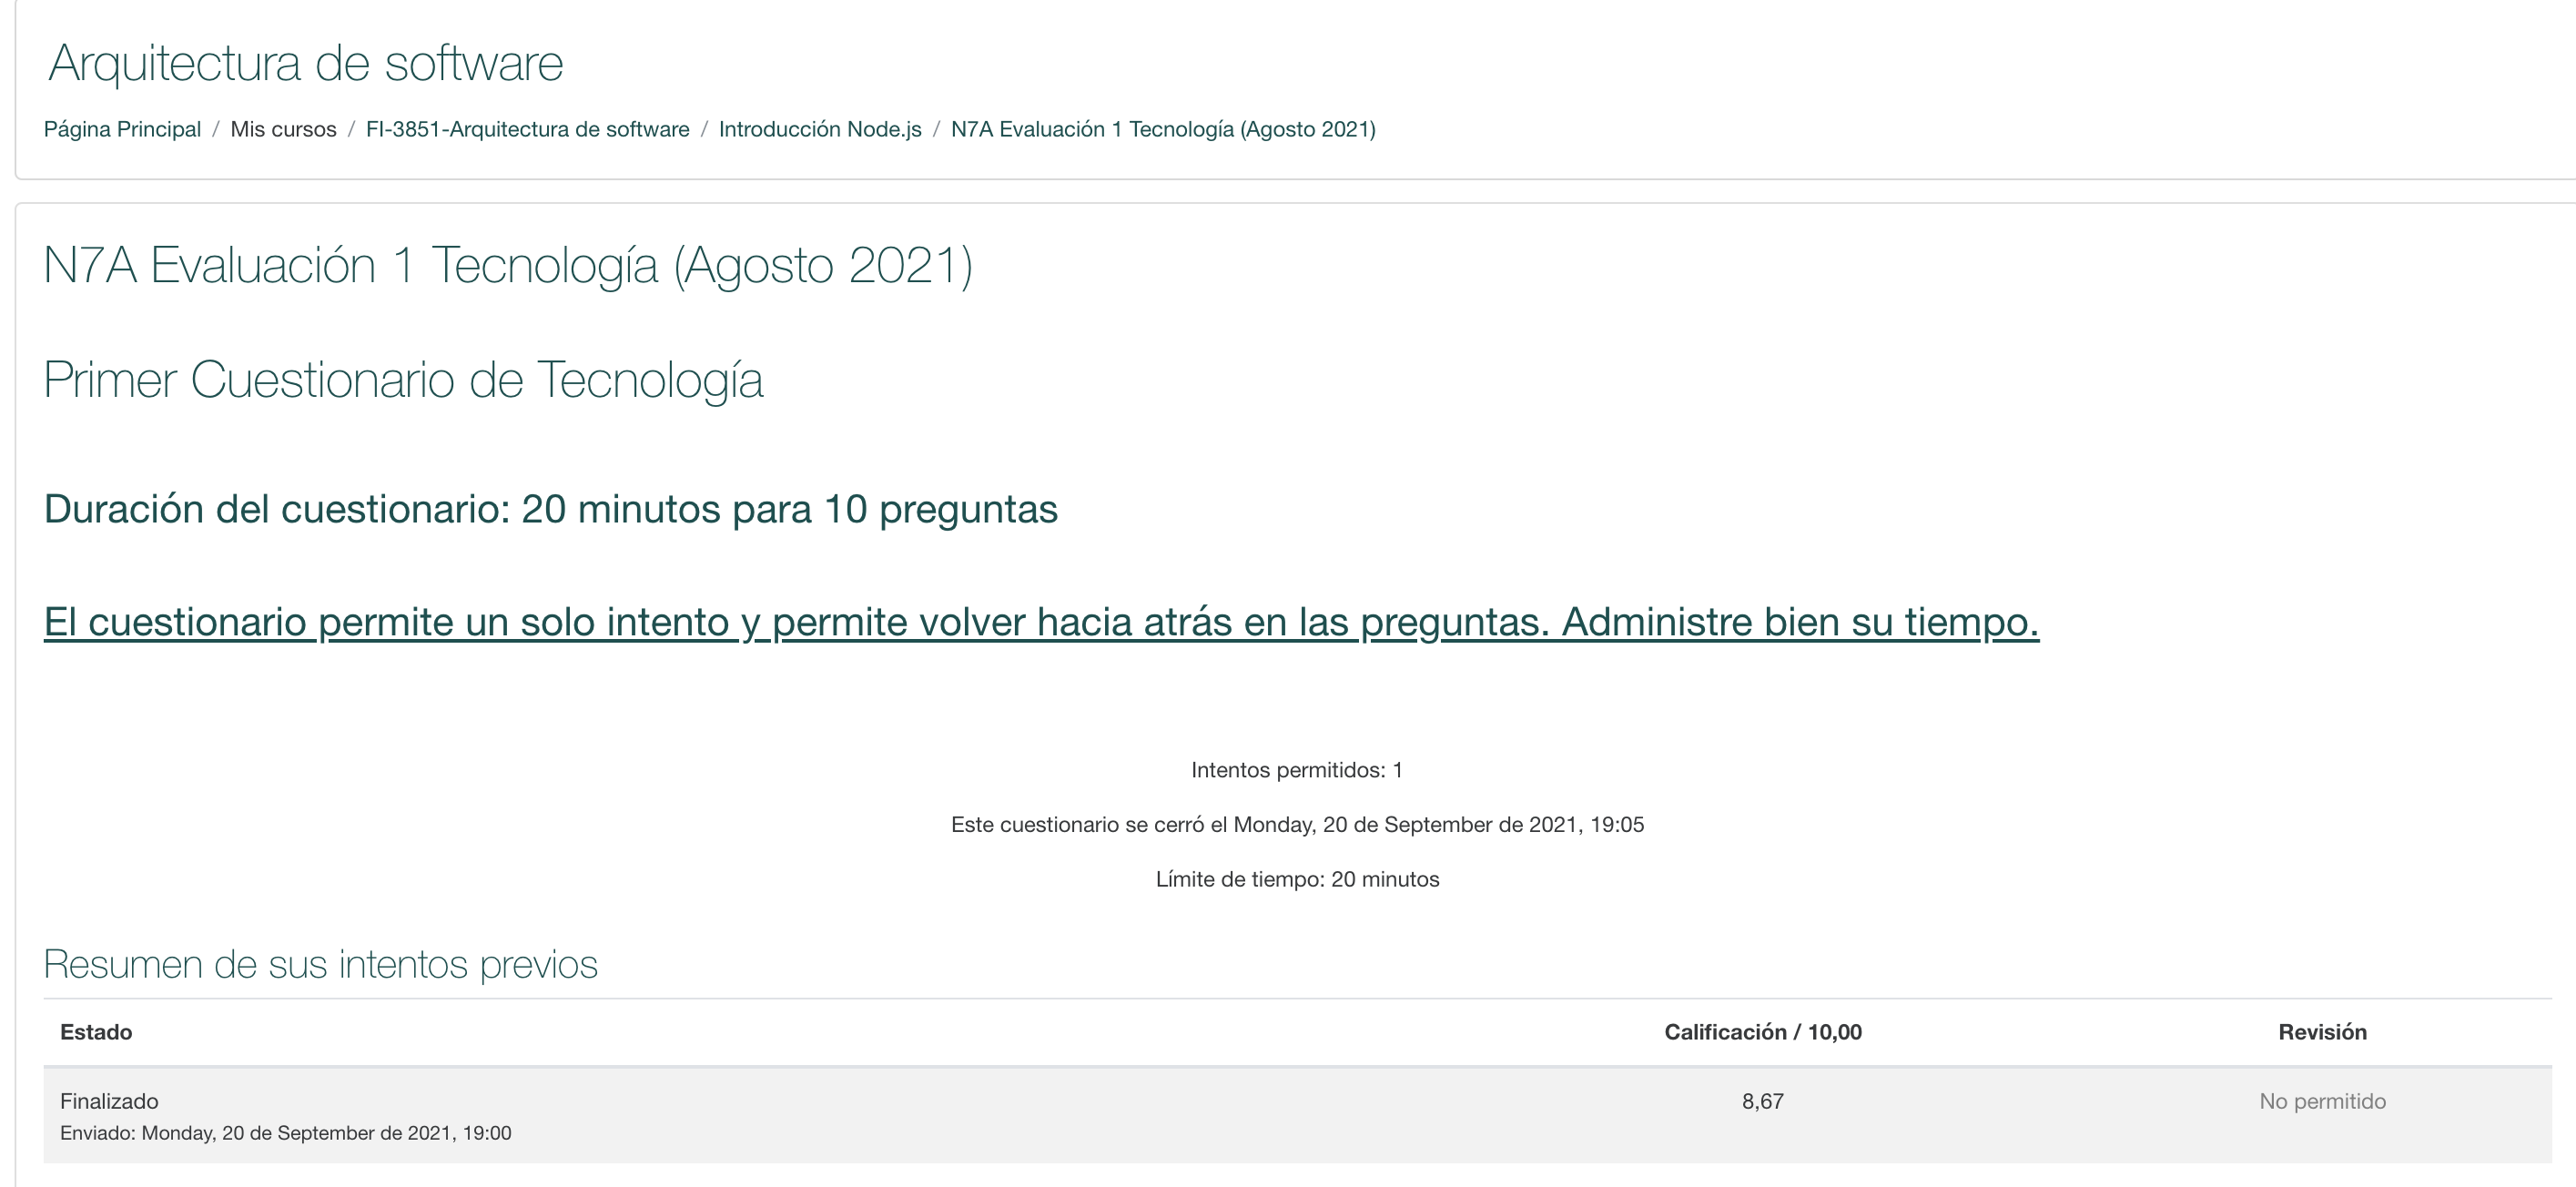 Arquitectura de software
Página Principal / Mis cursos / FI-3851-Arquitectura de software / Introducción Node.js / N7A Evaluación 1 Tecnología (Agosto 2021)
N7A Evaluación 1 Tecnología (Agosto 2021)
Primer Cuestionario de Tecnología
Duración del cuestionario: 20 minutos para 10 preguntas
El cuestionario permite un solo intento y permite volver hacia atrás en las preguntas. Administre bien su tiempo.
Intentos permitidos: 1
Este cuestionario se cerró el Monday, 20 de September de 2021, 19:05
Límite de tiempo: 20 minutos
Resumen de sus intentos previos
Estado Calificación / 10,00 Revisión
Finalizado 8,67 No permitido
Enviado: Monday, 20 de September de 2021, 19:00